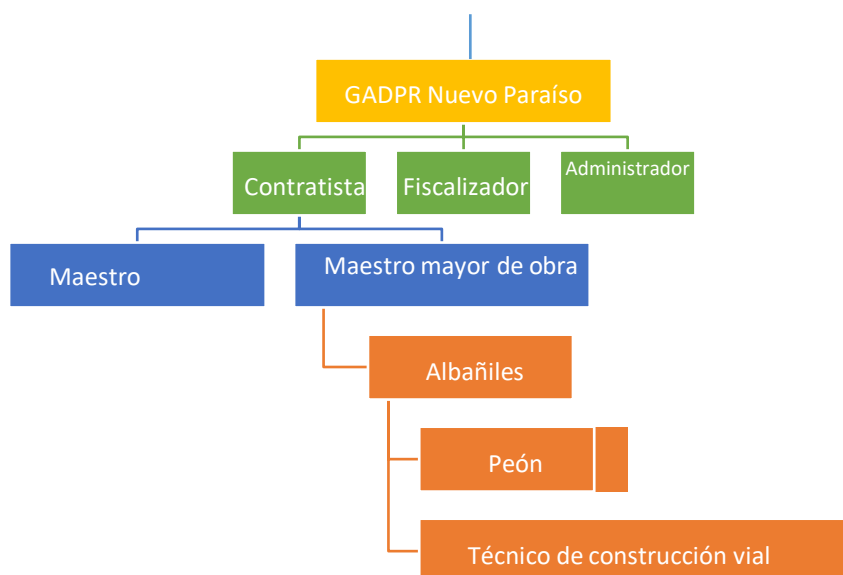 GADPR Nuevo Paraíso
Contratista
Fiscalizador
Administrador
Maestro
Maestro mayor de obra
Albañiles
Peón
Técnico de construcción vial